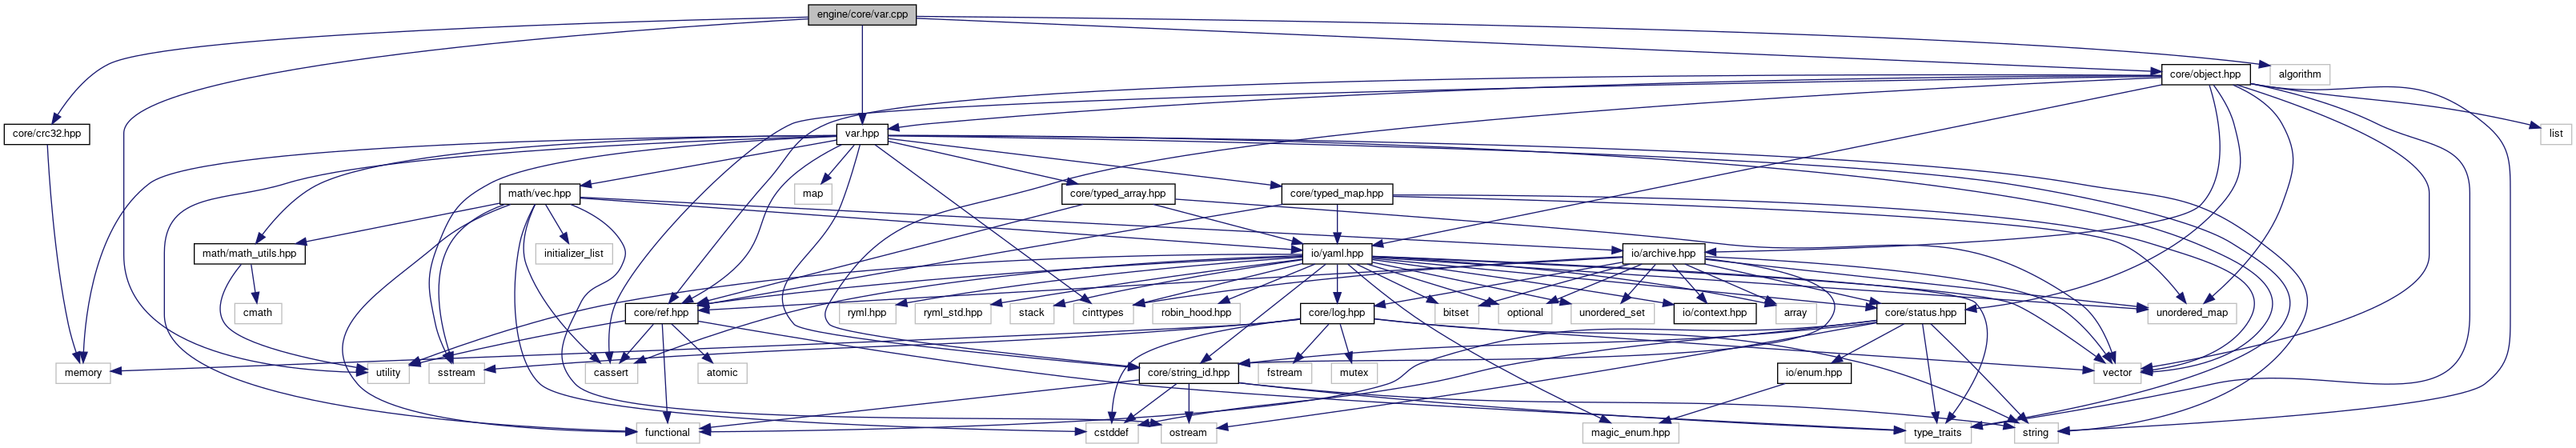 engine/core/var.cpp
core/object.hpp
algorithm
core/crc32.hpp
var.hpp
list
math/vec.hpp
map
core/typed_array.hpp
core/typed_map.hpp
math/math_utils.hpp
initializer_list
io/yaml.hpp
io/archive.hpp
cmath
core/ref.hpp
ryml.hpp
ryml_std.hpp
stack
cinttypes
robin_hood.hpp
core/log.hpp
bitset
optional
unordered_set
io/context.hpp
array
core/status.hpp
unordered_map
memory
utility
sstream
cassert
atomic
core/string_id.hpp
fstream
mutex
io/enum.hpp
vector
functional
cstddef
ostream
magic_enum.hpp
type_traits
string